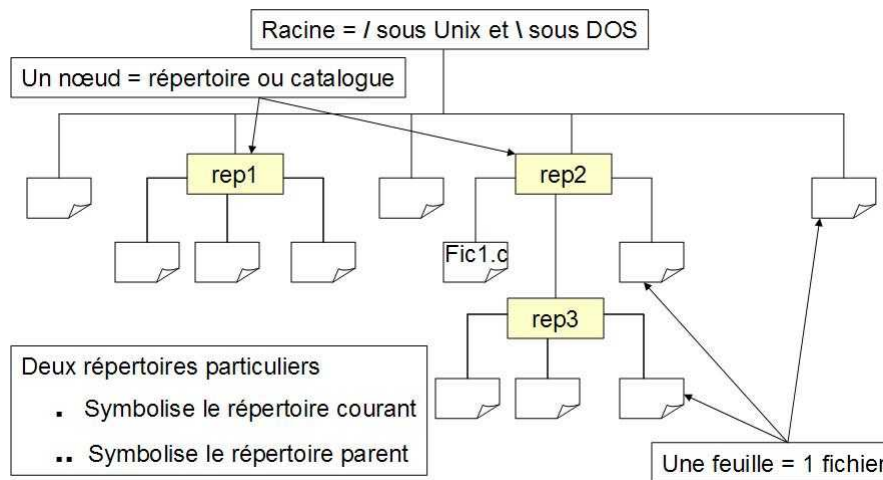 Racine = / sous Unix et \ sous DOS
Un nœud = répertoire ou catalogue
rep1
rep2
Fic1.c
rep3
Deux répertoires particuliers
. Symbolise le répertoire courant
.. Symbolise le répertoire parent
Une feuille = 1 fichier